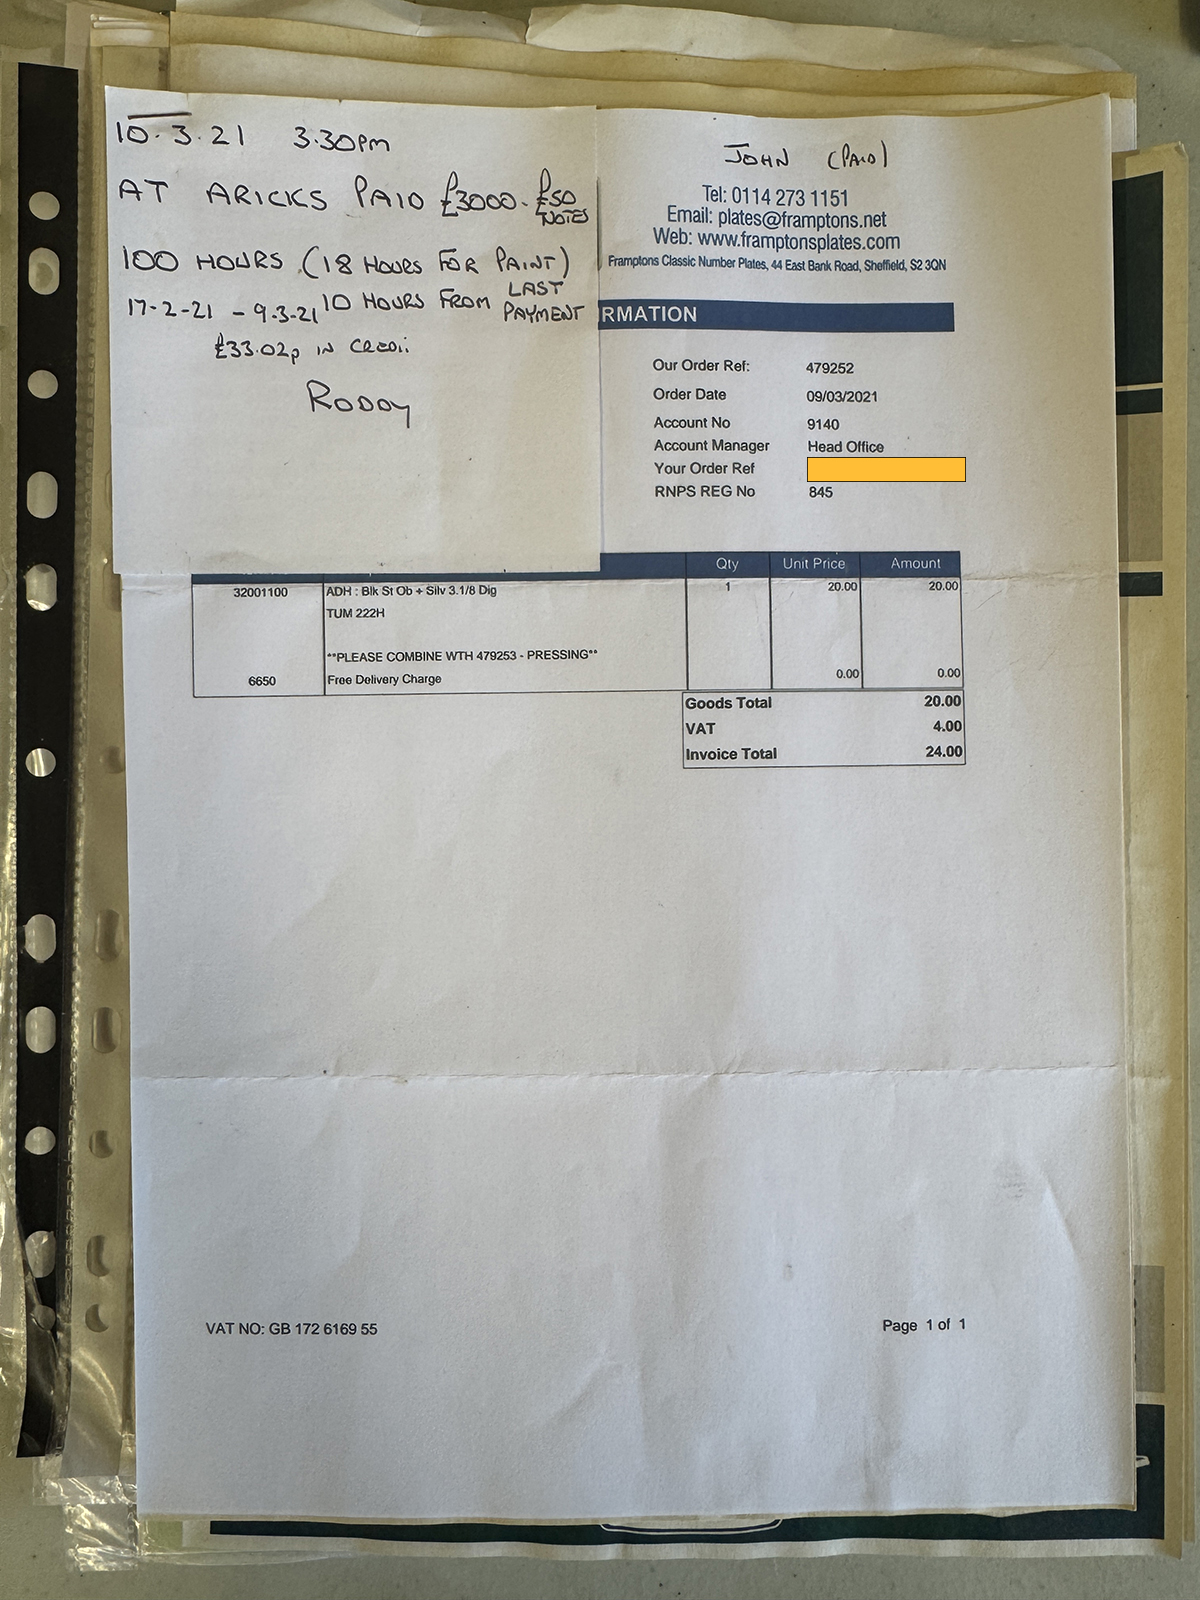 10.3.21 3.30PM
AT ARICKS PAID £3000. £50 NOTES
100 HOURS (18 HOURS FOR PAINT)
17-2-21 - 9.3.21 10 HOURS FROM LAST PAYMENT
£33.02p IN CREDIT
RODDY
JOHN (PAID)
Tel: 0114 273 1151
Email: plates@framptons.net
Web: www.framptonsplates.com
Framptons Classic Number Plates, 44 East Bank Road, Sheffield, S2 3QN
RMATION
Our Order Ref: 479252
Order Date 09/03/2021
Account No 9140
Account Manager Head Office
Your Order Ref
RNPS REG No 845
Qty Unit Price Amount
32001100 ADH : Blk St Ob + Silv 3.1/8 Dig 1 20.00 20.00
TUM 222H
**PLEASE COMBINE WTH 479253 - PRESSING**
6650 Free Delivery Charge 0.00 0.00
Goods Total 20.00
VAT 4.00
Invoice Total 24.00
VAT NO: GB 172 6169 55
Page 1 of 1